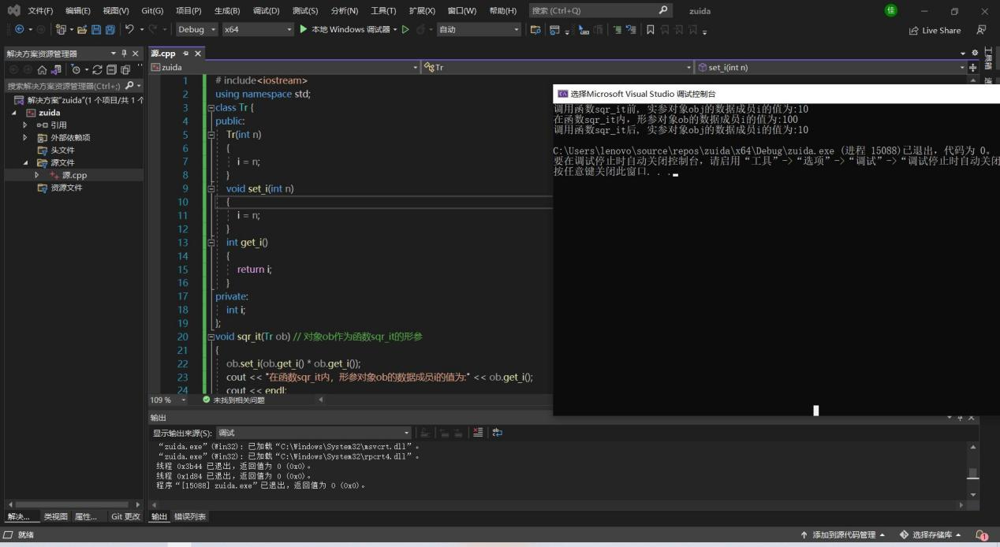 文件(F) 编辑(E) 视图(V) Git(G) 项目(P) 生成(B) 调试(D) 测试(S) 分析(N) 工具(T) 扩展(X) 窗口(W) 帮助(H) 搜索 (Ctrl+Q) zuida 佳
Debug x64 本地 Windows 调试器 自动 Live Share
解决方案资源管理器
搜索解决方案资源管理器(Ctrl+;)
解决方案"zuida"(1 个项目/共 1 个
zuida
引用
外部依赖项
头文件
源文件
源.cpp
资源文件
解决... 类视图 属性... Git 更改
源.cpp
zuida Tr set_i(int n)
1 # include<iostream>
2 using namespace std;
3 class Tr {
4 public:
5 Tr(int n)
6 {
7 i = n;
8 }
9 void set_i(int n)
10 {
11 i = n;
12 }
13 int get_i()
14 {
15 return i;
16 }
17 private:
18 int i;
19 };
20 void sqr_it(Tr ob) // 对象ob作为函数sqr_it的形参
21 {
22 ob.set_i(ob.get_i() * ob.get_i());
23 cout << "在函数sqr_it内，形参对象ob的数据成员i的值为:" << ob.get_i();
24 cout << endl;
109 % 未找到相关问题
选择Microsoft Visual Studio 调试控制台
调用函数sqr_it前, 实参对象obj的数据成员i的值为:10
在函数sqr_it内，形参对象ob的数据成员i的值为:100
调用函数sqr_it后, 实参对象obj的数据成员i的值为:10
C:\Users\lenovo\source\repos\zuida\x64\Debug\zuida.exe (进程 15088)已退出，代码为 0。
要在调试停止时自动关闭控制台，请启用“工具”->“选项”->“调试”->“调试停止时自动关闭
按任意键关闭此窗口. . .
输出
显示输出来源(S): 调试
“zuida.exe”(Win32): 已加载“C:\Windows\System32\msvcrt.dll”。
“zuida.exe”(Win32): 已加载“C:\Windows\System32\rpcrt4.dll”。
线程 0x3b44 已退出，返回值为 0 (0x0)。
线程 0x1d84 已退出，返回值为 0 (0x0)。
程序“[15088] zuida.exe”已退出，返回值为 0 (0x0)。
输出 错误列表
就绪 添加到源代码管理 选择存储库 1
工具箱